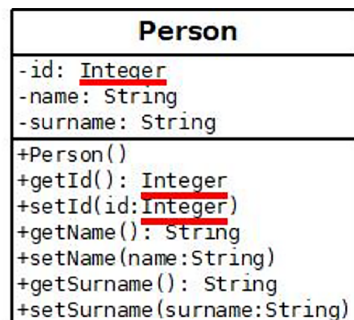 Person
-id: Integer
-name: String
-surname: String
+Person()
+getId(): Integer
+setId(id:Integer)
+getName(): String
+setName(name:String)
+getSurname(): String
+setSurname(surname:String)